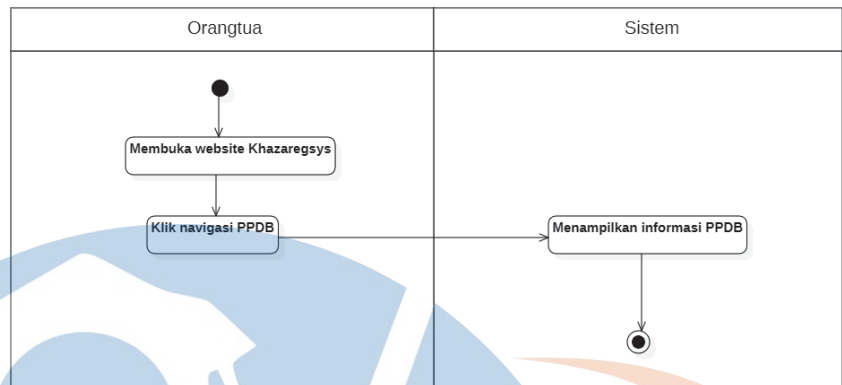 Orangtua
Sistem
Membuka website Khazaregsys
Klik navigasi PPDB
Menampilkan informasi PPDB